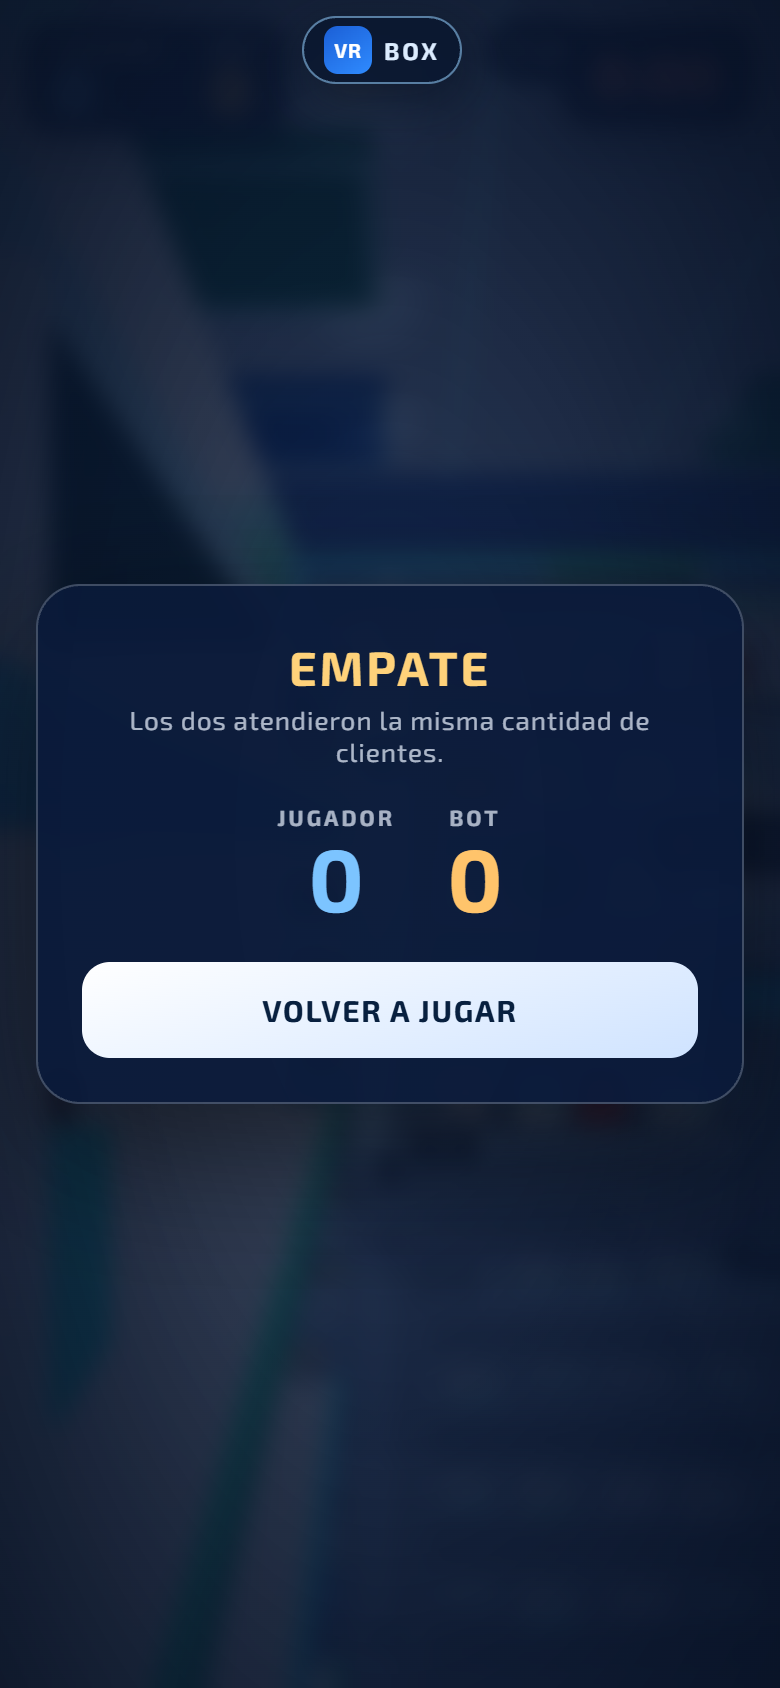 VR BOX
EMPATE
Los dos atendieron la misma cantidad de
clientes.
JUGADOR BOT
0 0
VOLVER A JUGAR